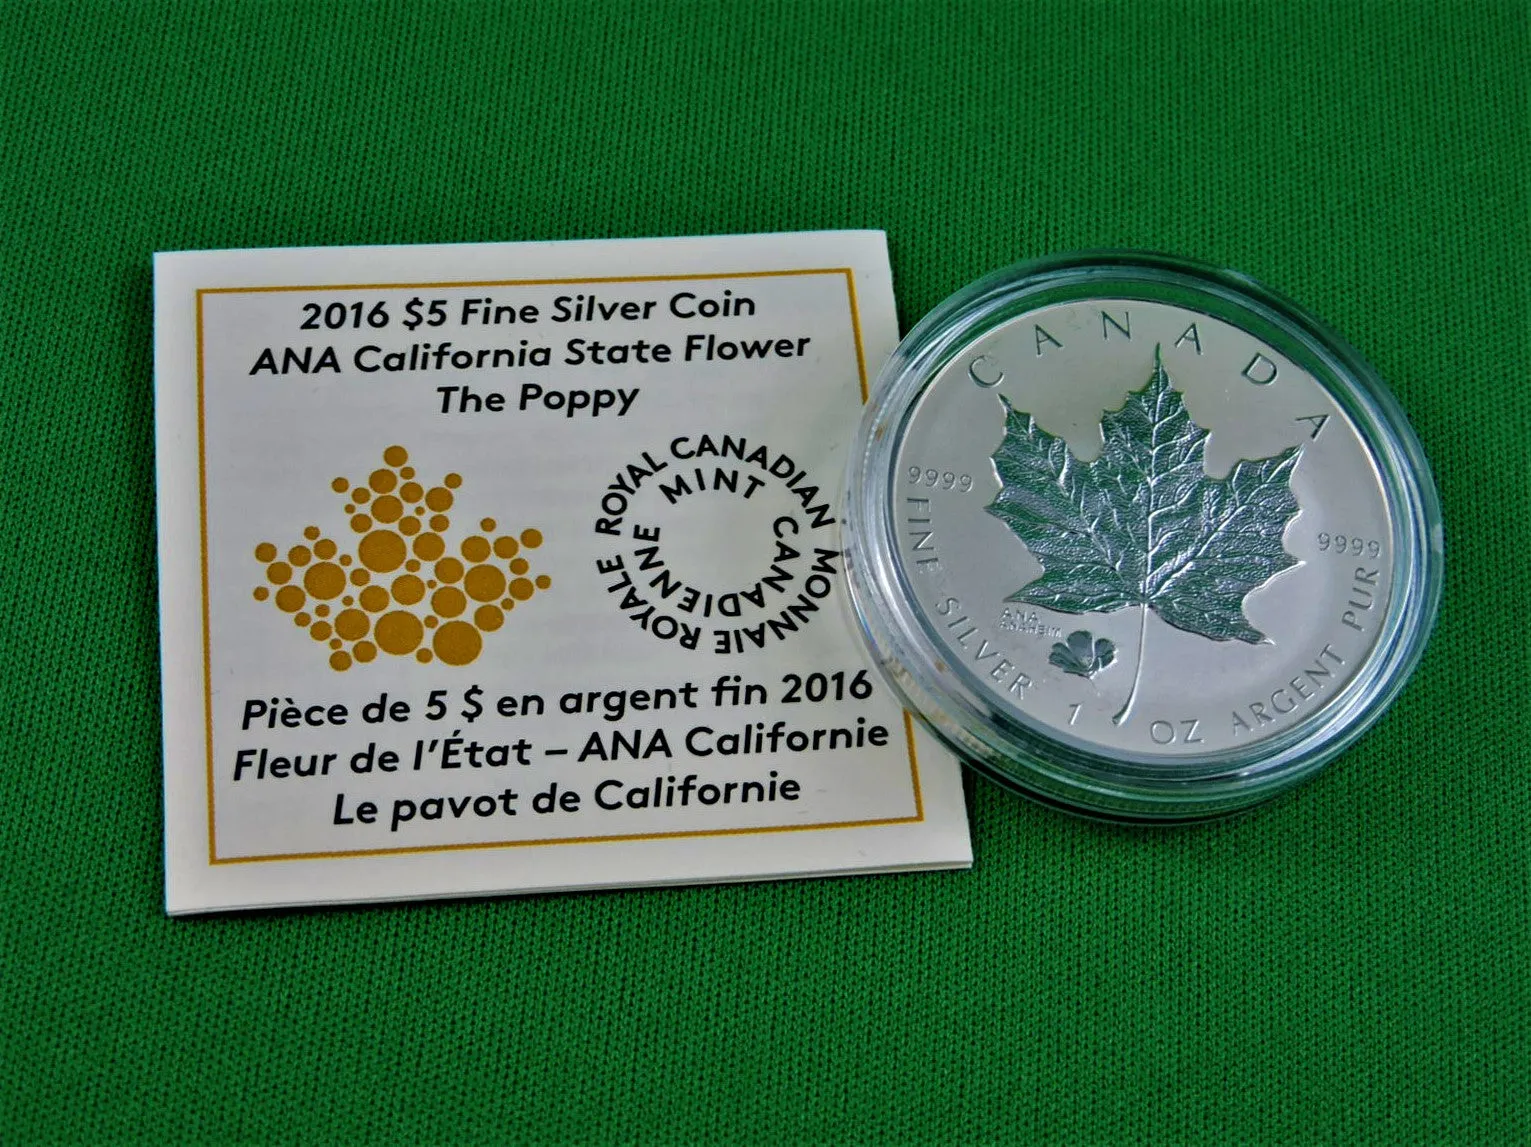 2016 $5 Fine Silver Coin
ANA California State Flower
The Poppy
ROYAL CANADIAN MINT
MONNAIE ROYALE CANADIENNE
Pièce de 5 $ en argent fin 2016
Fleur de l'État – ANA Californie
Le pavot de Californie
CANADA
9999
9999
ANA
ANAHEIM
FINE SILVER 1 OZ ARGENT PUR